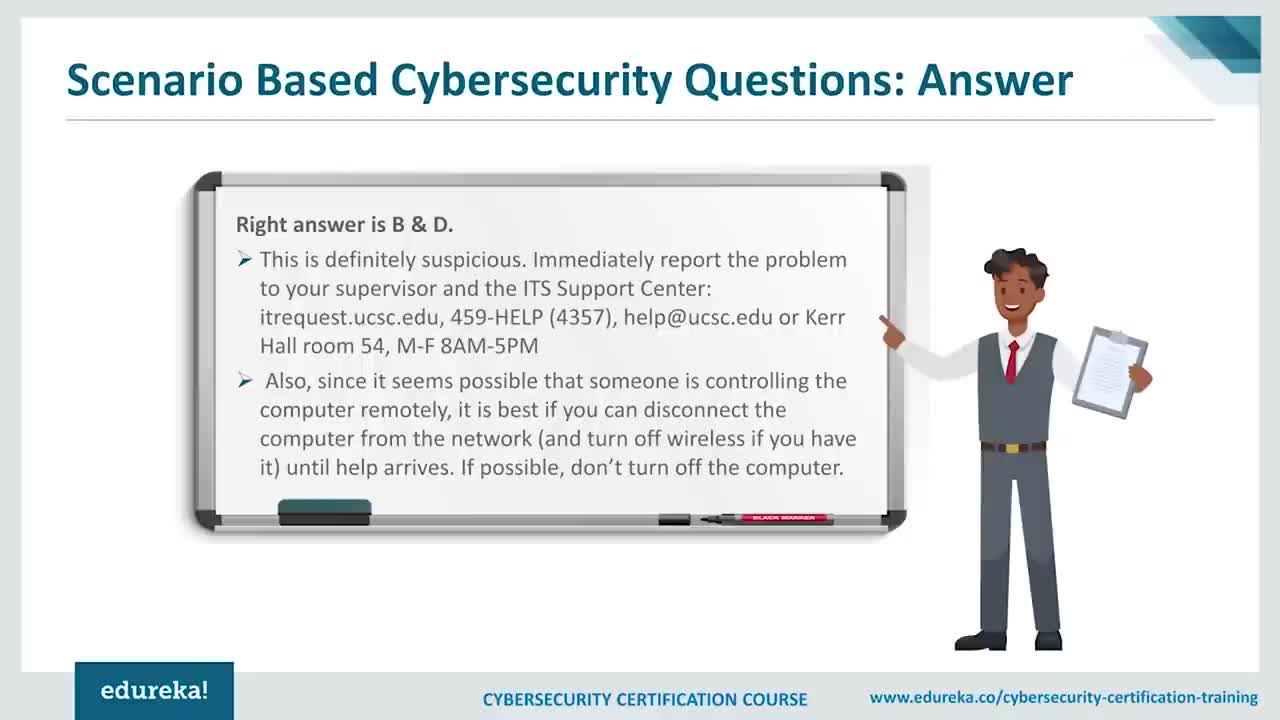 Scenario Based Cybersecurity Questions: Answer
Right answer is B & D.
This is definitely suspicious. Immediately report the problem
to your supervisor and the ITS Support Center:
itrequest.ucsc.edu, 459-HELP (4357), help@ucsc.edu or Kerr
Hall room 54, M-F 8AM-5PM
Also, since it seems possible that someone is controlling the
computer remotely, it is best if you can disconnect the
computer from the network (and turn off wireless if you have
it) until help arrives. If possible, don't turn off the computer.
BLACK MARKER
edureka!
CYBERSECURITY CERTIFICATION COURSE
www.edureka.co/cybersecurity-certification-training